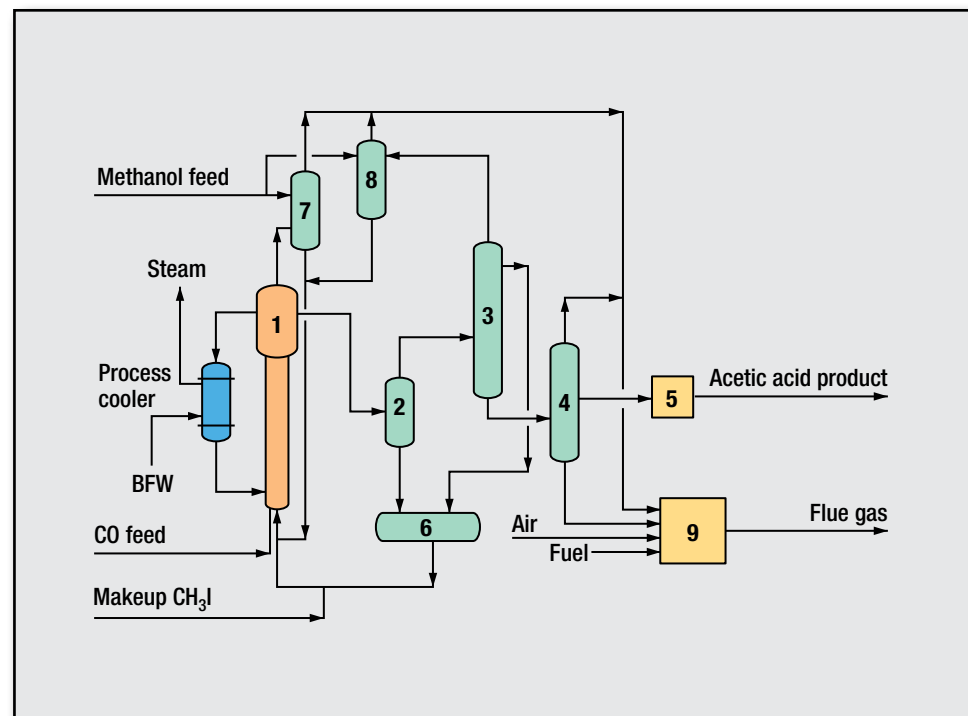 Methanol feed
8
7
Steam
1
3
Process
cooler
2
4
Acetic acid product
5
BFW
6
Air
Flue gas
CO feed
Fuel
9
Makeup CH₃I